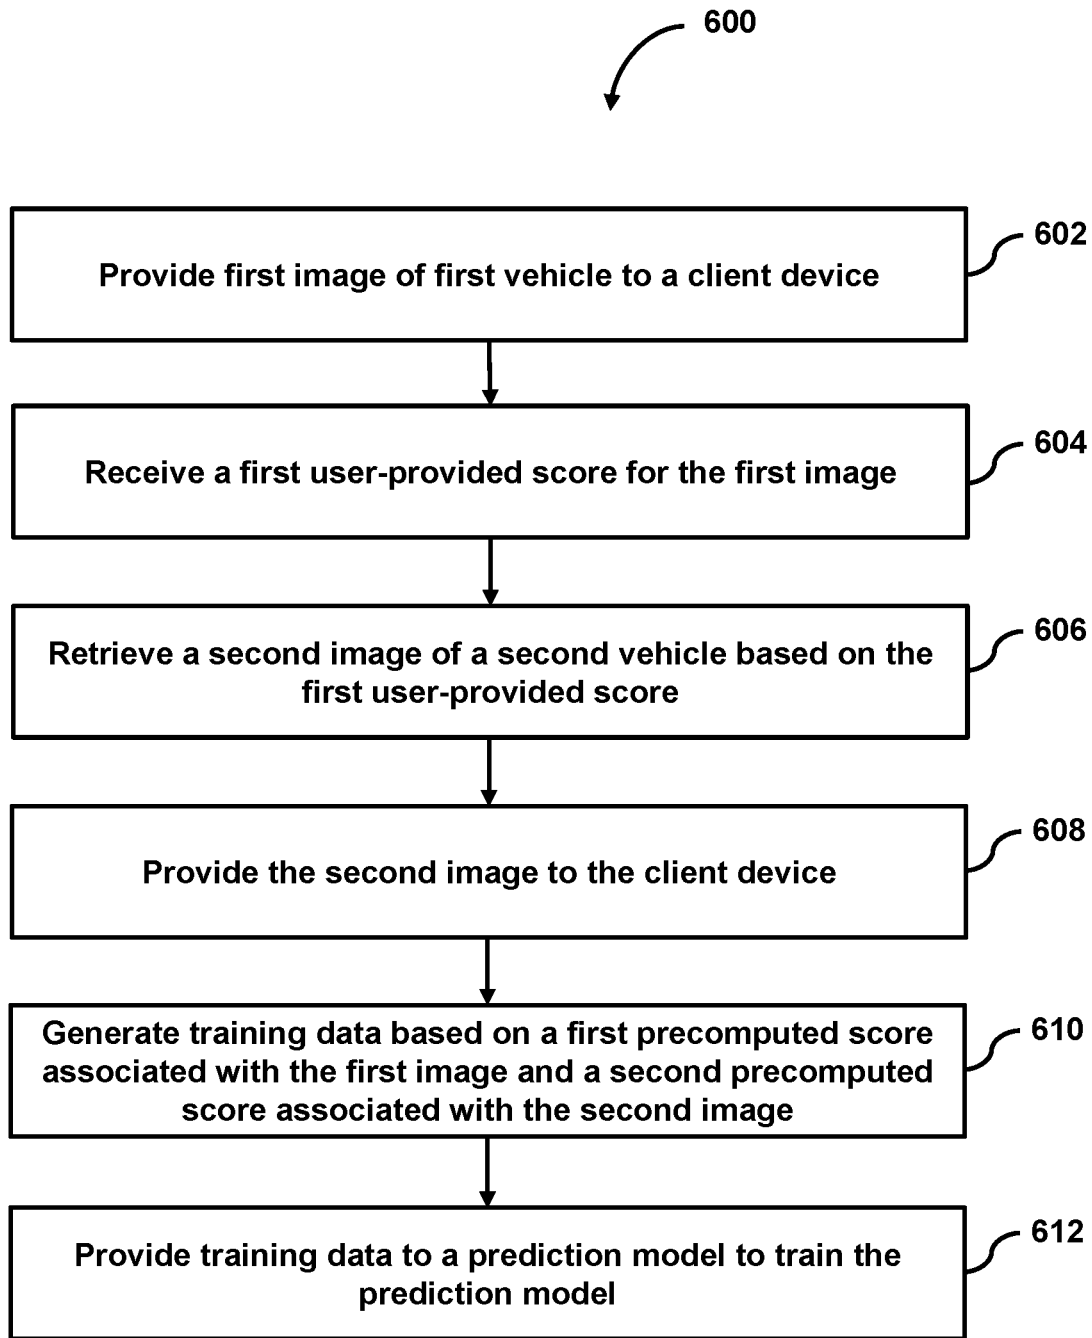 600
Provide first image of first vehicle to a client device
602
Receive a first user-provided score for the first image
604
Retrieve a second image of a second vehicle based on the
first user-provided score
606
Provide the second image to the client device
608
Generate training data based on a first precomputed score
associated with the first image and a second precomputed
score associated with the second image
610
Provide training data to a prediction model to train the
prediction model
612